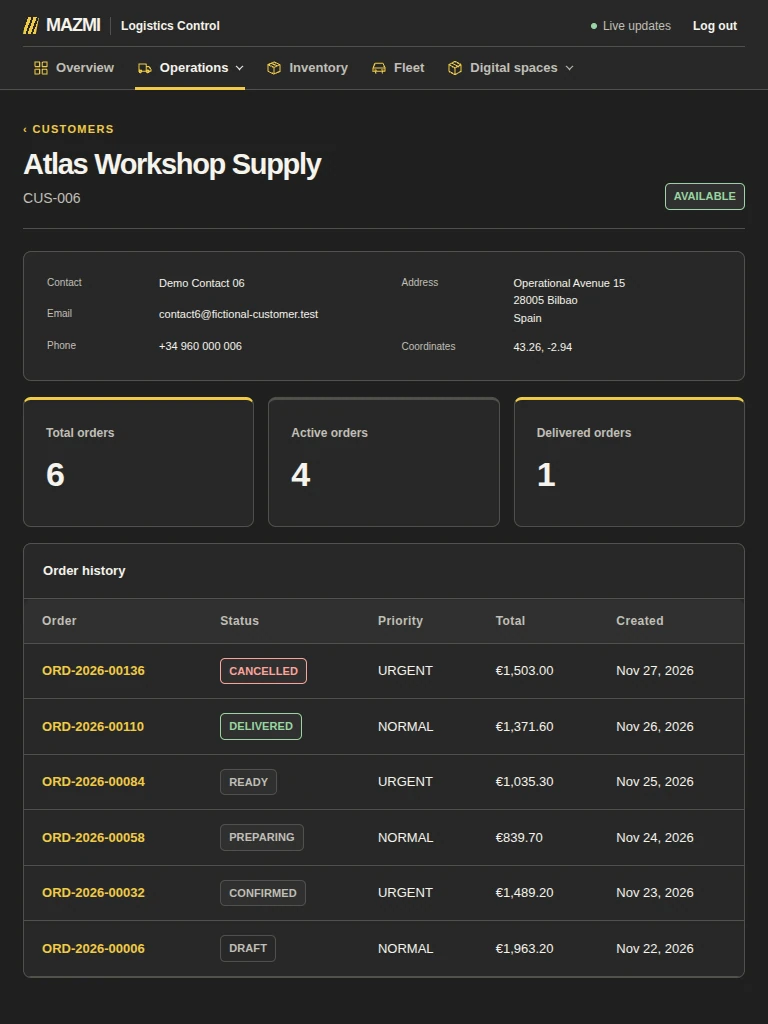 MAZMI Logistics Control Live updates Log out
Overview Operations Inventory Fleet Digital spaces
‹ CUSTOMERS
Atlas Workshop Supply
CUS-006
AVAILABLE
Contact Demo Contact 06
Email contact6@fictional-customer.test
Phone +34 960 000 006
Address Operational Avenue 15
28005 Bilbao
Spain
Coordinates 43.26, -2.94
Total orders
6
Active orders
4
Delivered orders
1
Order history
Order Status Priority Total Created
ORD-2026-00136 CANCELLED URGENT €1,503.00 Nov 27, 2026
ORD-2026-00110 DELIVERED NORMAL €1,371.60 Nov 26, 2026
ORD-2026-00084 READY URGENT €1,035.30 Nov 25, 2026
ORD-2026-00058 PREPARING NORMAL €839.70 Nov 24, 2026
ORD-2026-00032 CONFIRMED URGENT €1,489.20 Nov 23, 2026
ORD-2026-00006 DRAFT NORMAL €1,963.20 Nov 22, 2026